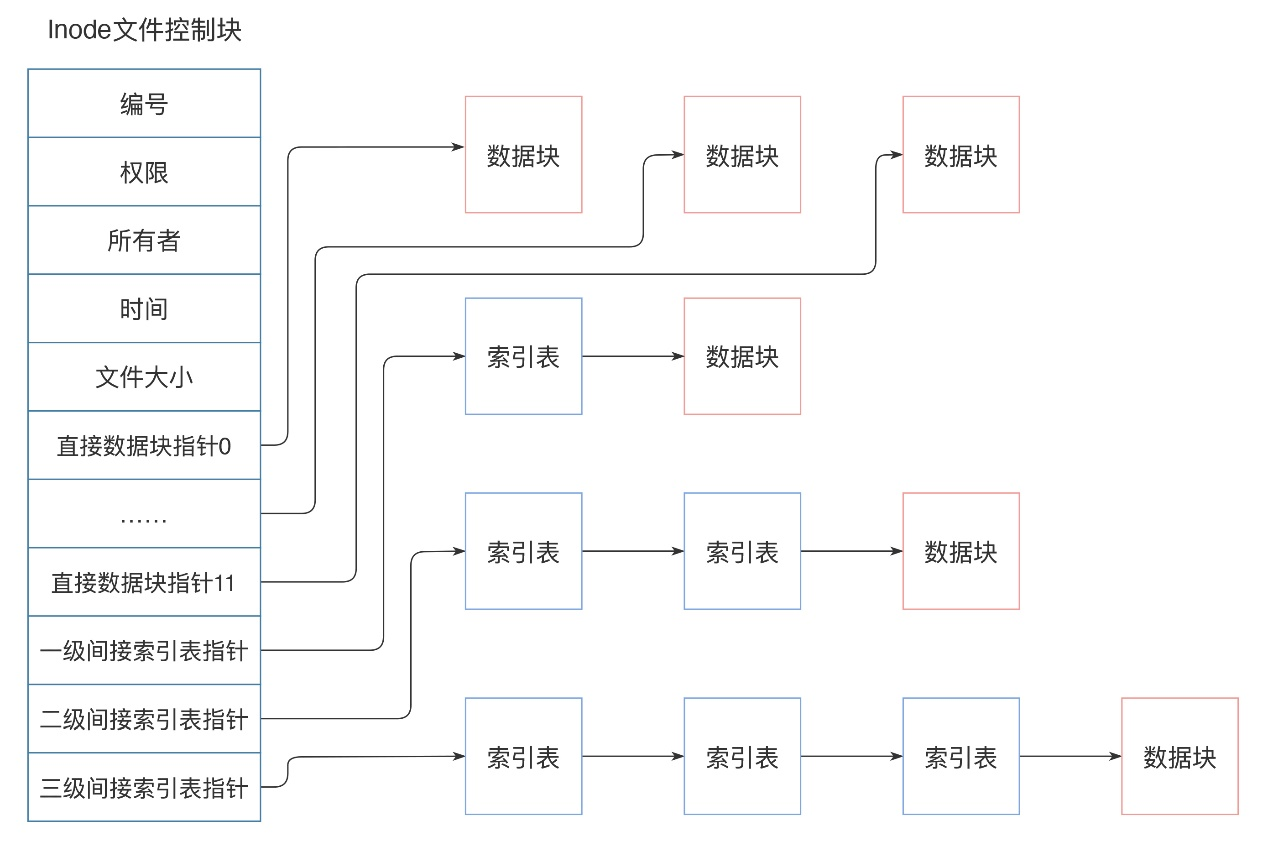 Inode文件控制块
编号
权限
所有者
时间
文件大小
直接数据块指针0
……
直接数据块指针11
一级间接索引表指针
二级间接索引表指针
三级间接索引表指针
数据块
数据块
数据块
索引表
数据块
索引表
索引表
数据块
索引表
索引表
索引表
数据块